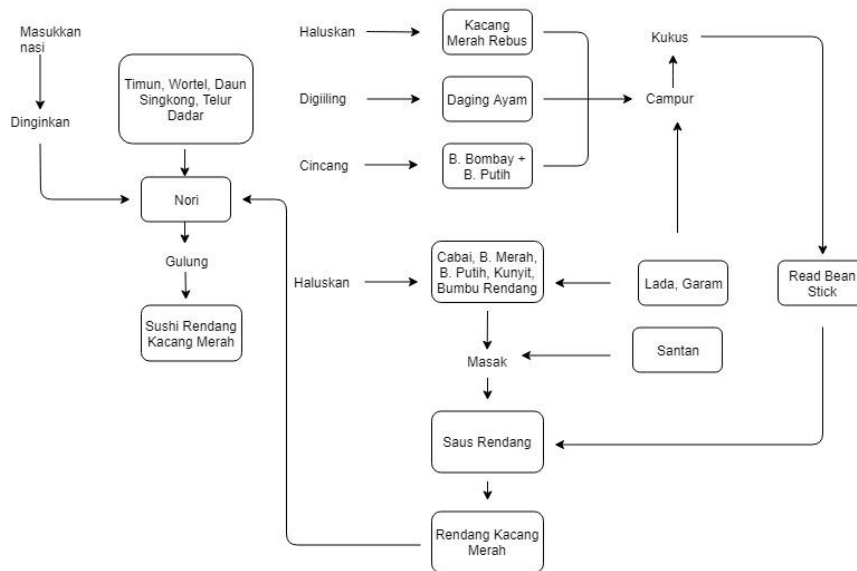 Masukkan
nasi
Dinginkan
Timun, Wortel, Daun
Singkong, Telur
Dadar
Nori
Gulung
Sushi Rendang
Kacang Merah
Haluskan
Kacang
Merah Rebus
Digiiling
Daging Ayam
Cincang
B. Bombay +
B. Putih
Campur
Kukus
Haluskan
Cabai, B. Merah,
B. Putih, Kunyit,
Bumbu Rendang
Lada, Garam
Read Bean
Stick
Masak
Santan
Saus Rendang
Rendang Kacang
Merah